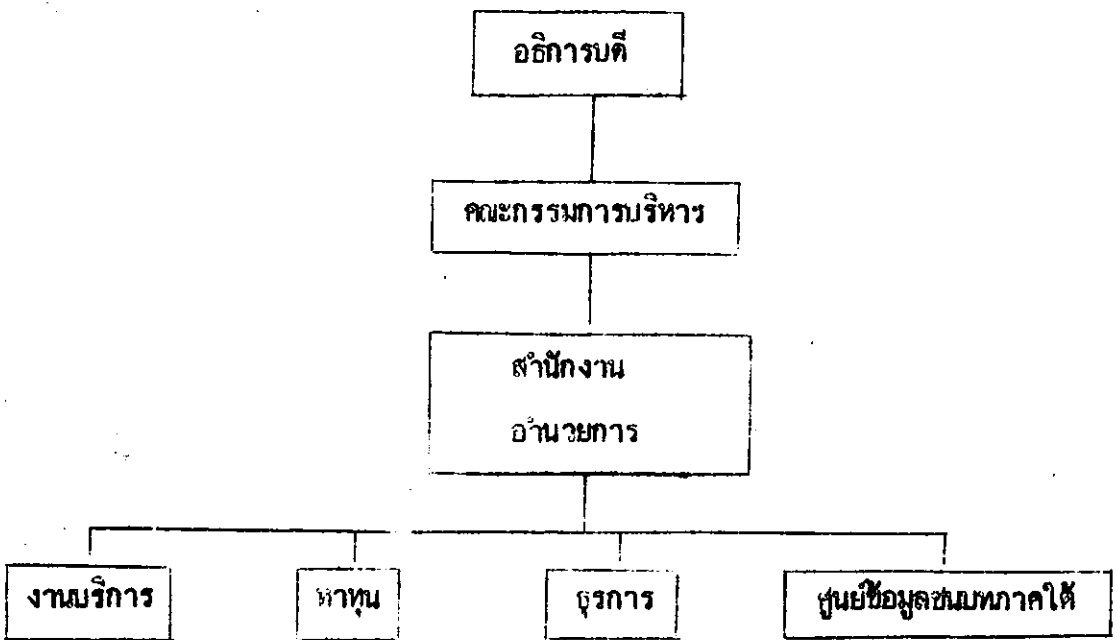 อธิการบดี
คณะกรรมการบริหาร
สำนักงาน
อำนวยการ
งานบริการ
หาทุน
ธุรการ
ศูนย์ข้อมูลชนบทภาคใต้